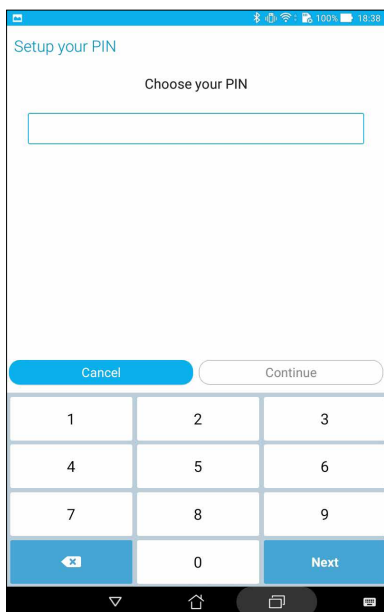 100% 18:38
Setup your PIN
Choose your PIN
Cancel Continue
1 2 3
4 5 6
7 8 9
0 Next